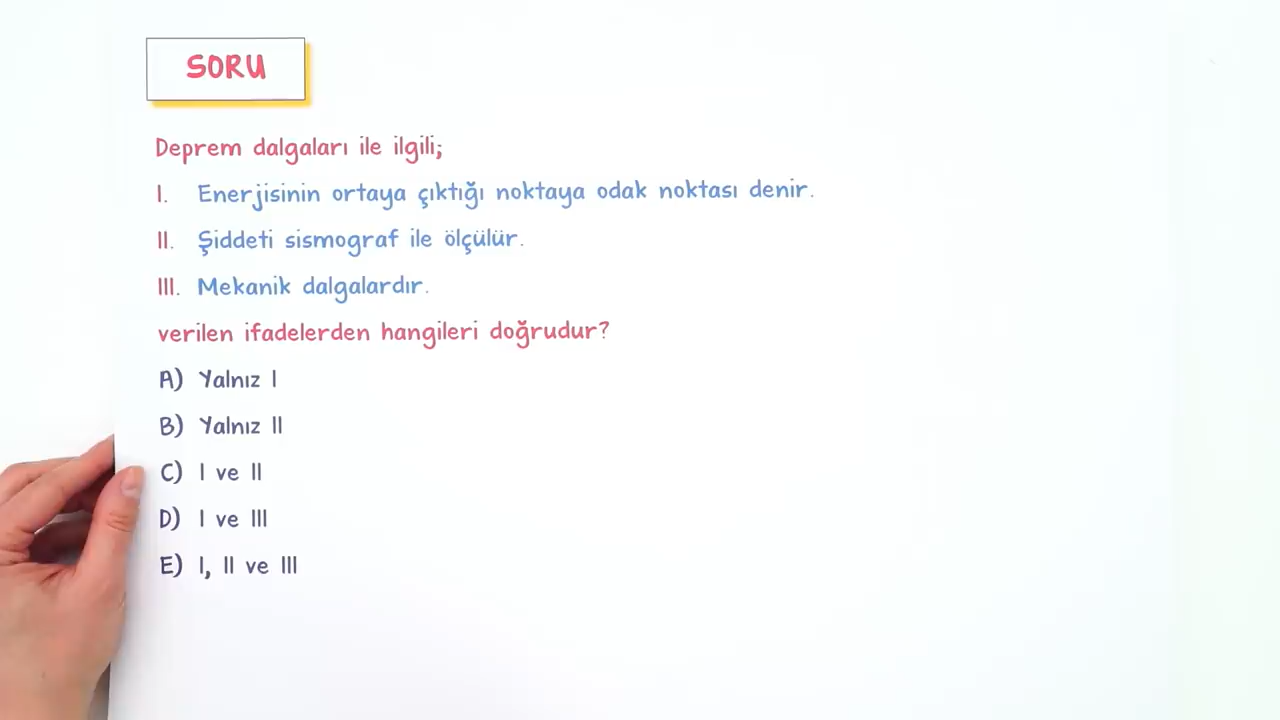 SORU
Deprem dalgaları ile ilgili;
I. Enerjisinin ortaya çıktığı noktaya odak noktası denir.
II. Şiddeti sismograf ile ölçülür.
III. Mekanik dalgalardır.
verilen ifadelerden hangileri doğrudur?
A) Yalnız I
B) Yalnız II
C) I ve II
D) I ve III
E) I, II ve III